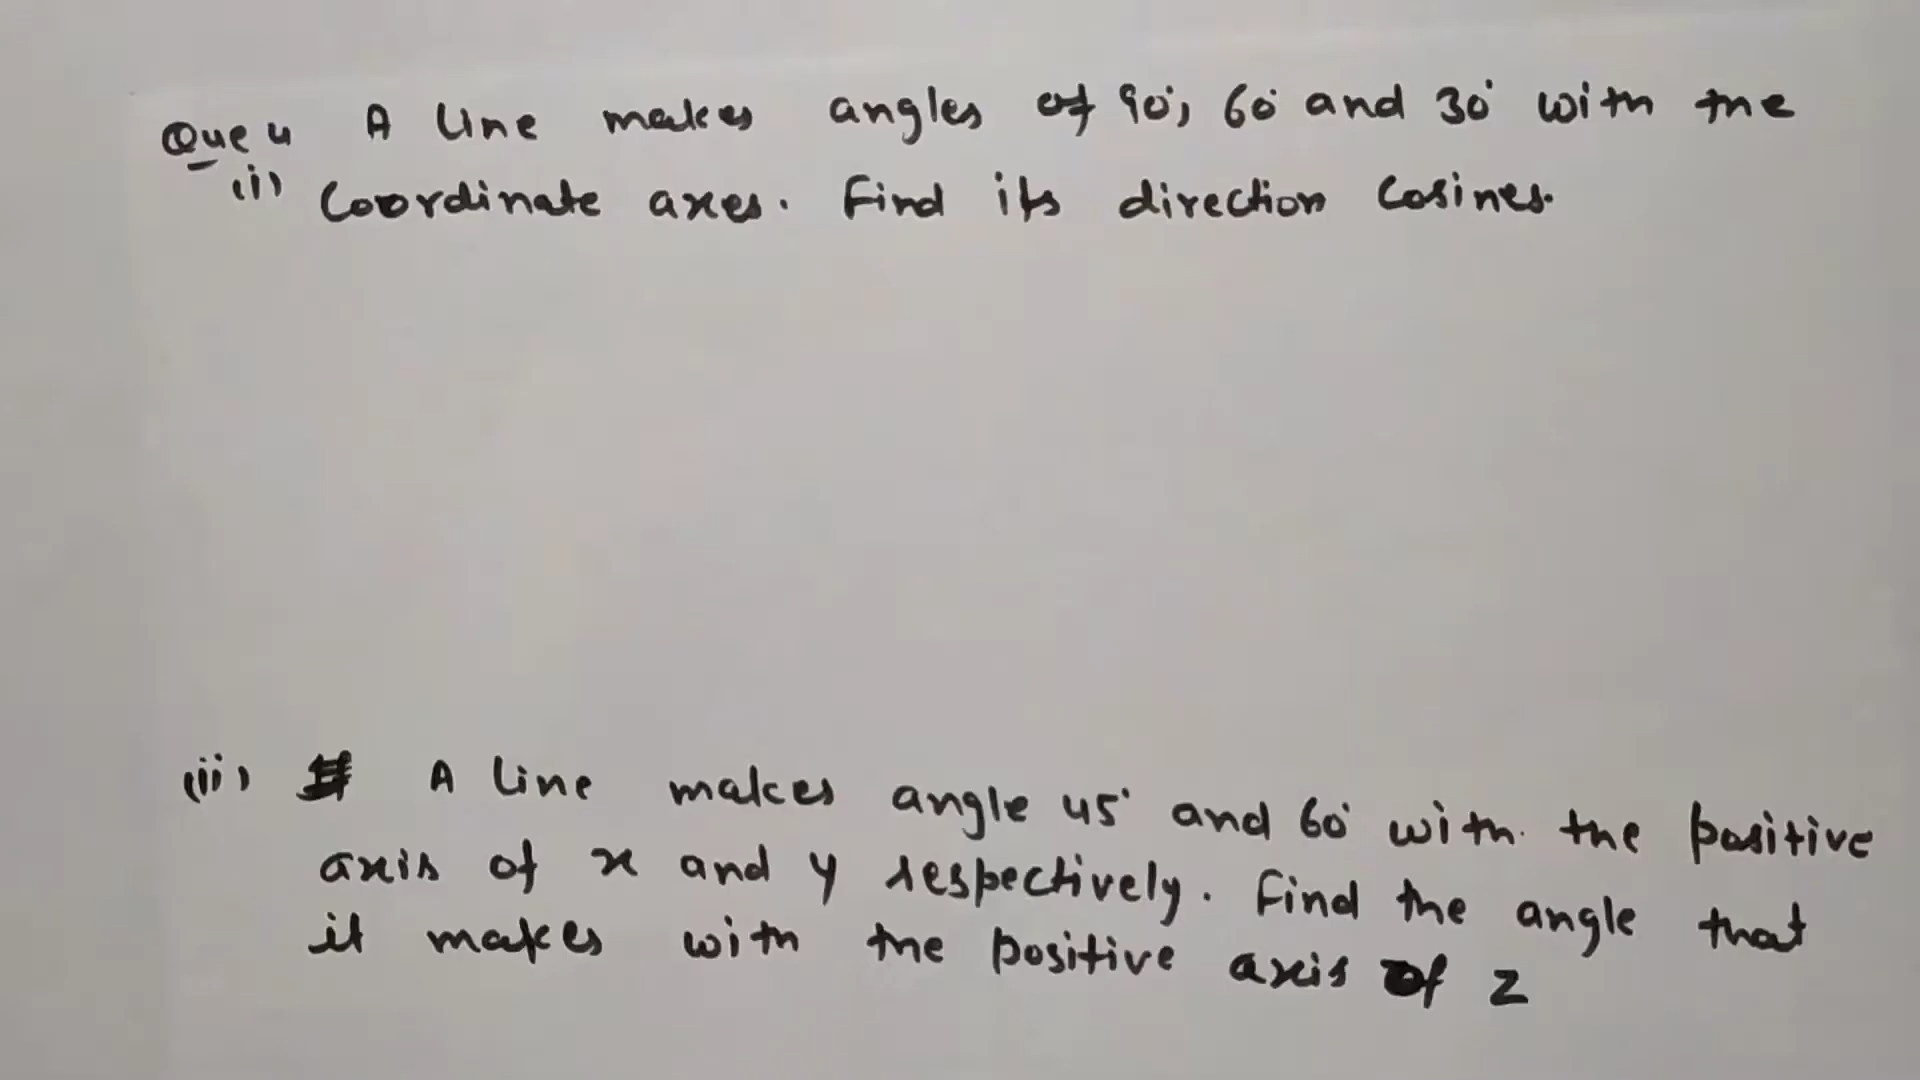 Que 4 A line makes angles of 90°, 60° and 30° with the
(i) Coordinate axes. Find its direction Cosines.
(ii) A line makes angle 45° and 60° with the positive
axis of x and y respectively. Find the angle that
it makes with the positive axis of z